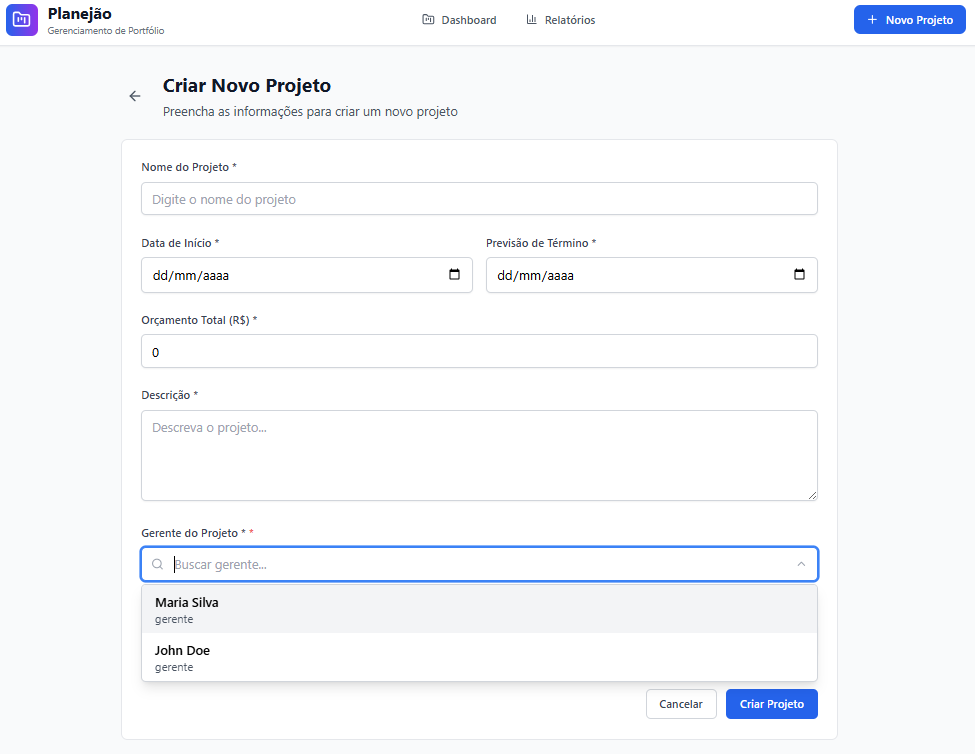 Planejão
Gerenciamento de Portfólio
Dashboard
Relatórios
+ Novo Projeto
Criar Novo Projeto
Preencha as informações para criar um novo projeto
Nome do Projeto *
Digite o nome do projeto
Data de Início *
Previsão de Término *
dd/mm/aaaa
dd/mm/aaaa
Orçamento Total (R$) *
0
Descrição *
Descreva o projeto...
Gerente do Projeto * *
Buscar gerente...
Maria Silva
gerente
John Doe
gerente
Cancelar
Criar Projeto